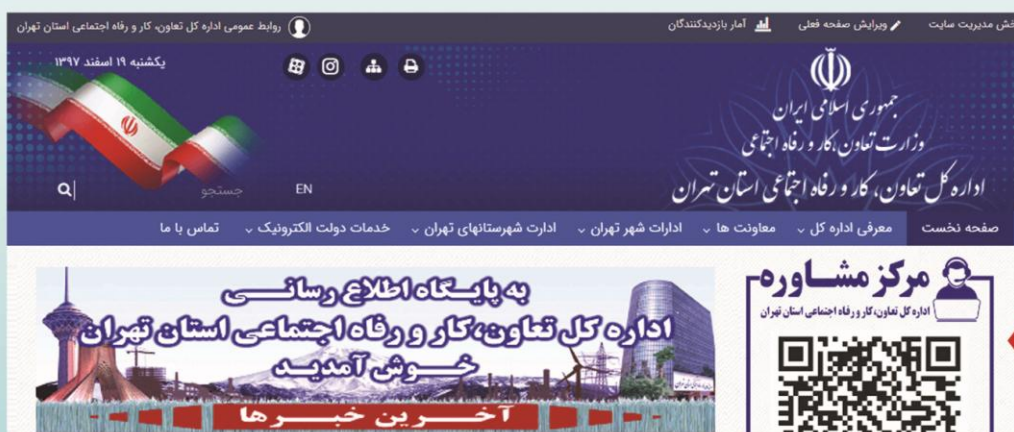 بخش مدیریت سایت ویرایش صفحه فعلی آمار بازدیدکنندگان روابط عمومی اداره کل تعاون، کار و رفاه اجتماعی استان تهران
یکشنبه ۱۹ اسفند ۱۳۹۷
جمهوری اسلامی ایران
وزارت تعاون، کار و رفاه اجتماعی
اداره کل تعاون، کار و رفاه اجتماعی استان تهران
EN جستجو
صفحه نخست معرفی اداره کل معاونت ها ادارات شهر تهران ادارت شهرستانهای تهران خدمات دولت الکترونیک تماس با ما
مرکز مشاوره
اداره کل تعاون، کار و رفاه اجتماعی استان تهران
به پایگاه اطلاع رسانی
اداره کل تعاون،کار و رفاه اجتماعی استان تهران
خوش آمدید
آخرین خبرها